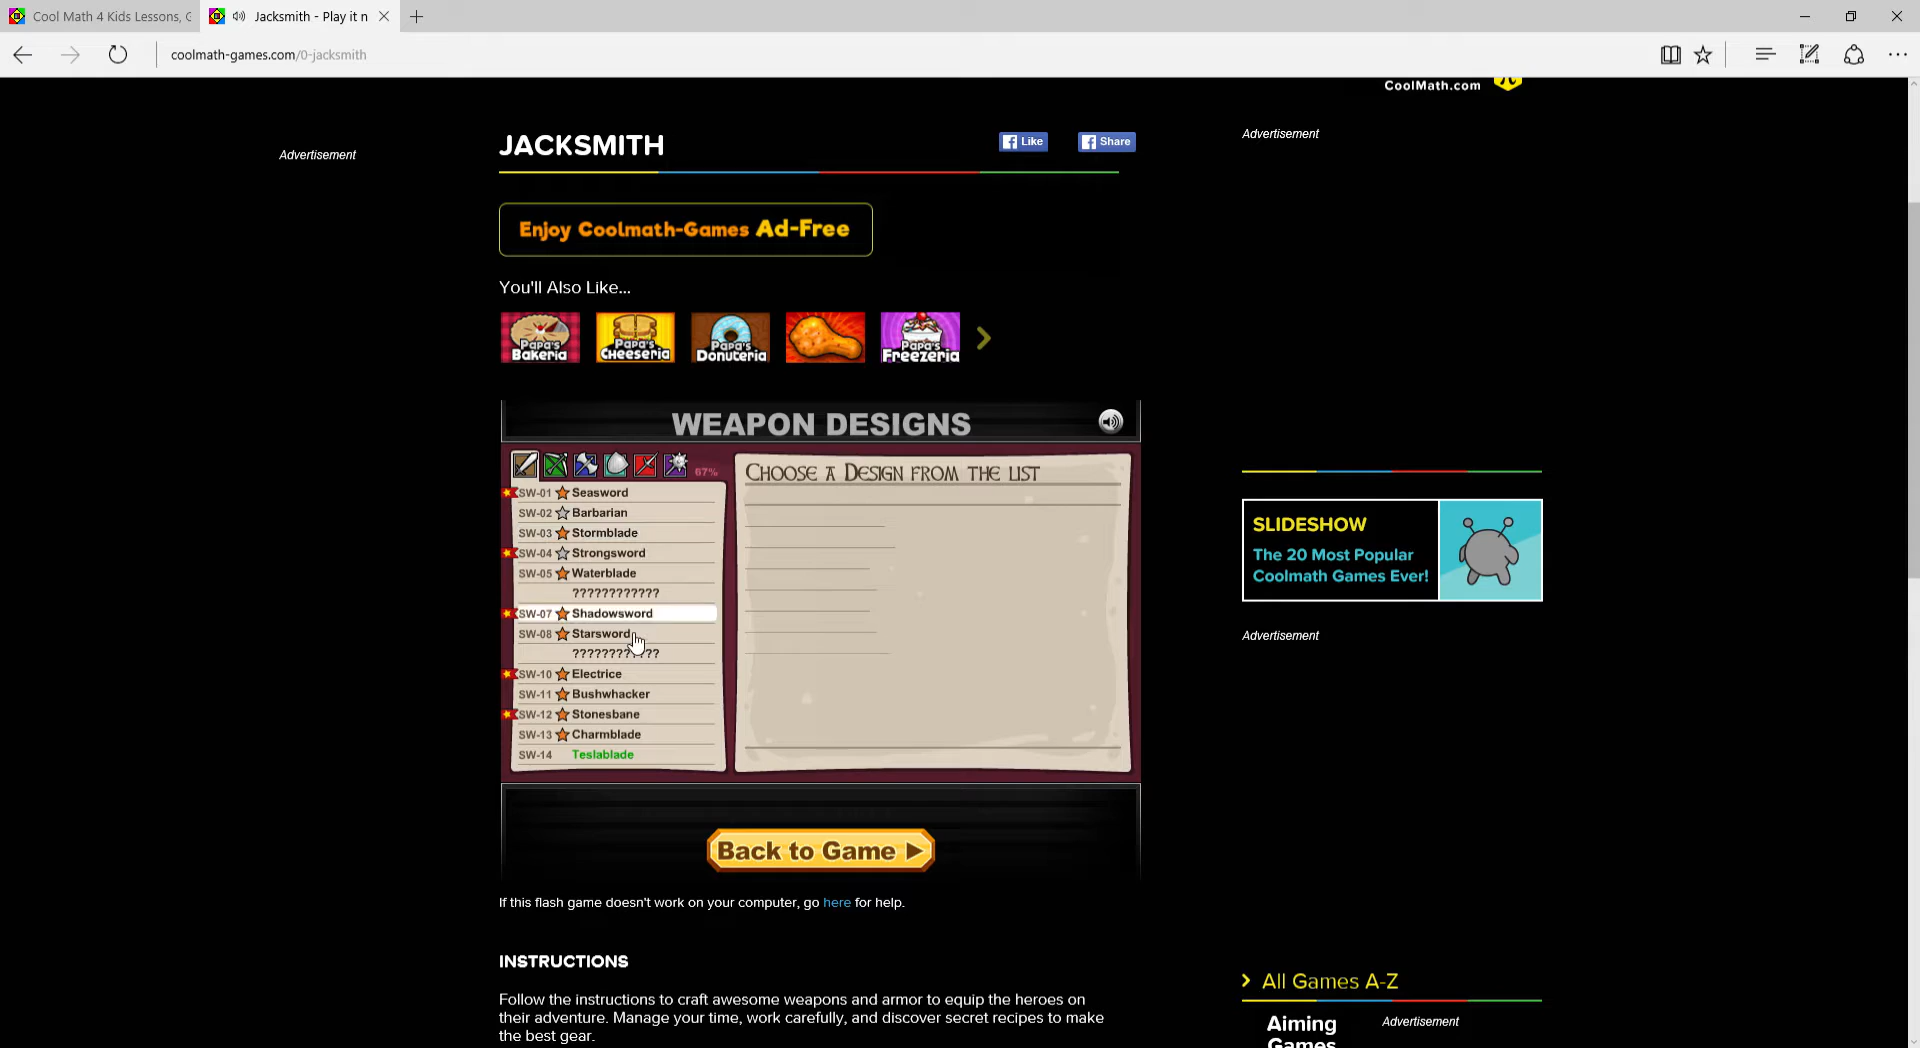 Cool Math 4 Kids Lessons, G
Jacksmith - Play it n
coolmath-games.com/0-jacksmith
CoolMath.com
Advertisement
JACKSMITH
Like
Share
Advertisement
Enjoy Coolmath-Games Ad-Free
You'll Also Like...
Papa's Bakeria
Papa's Cheeseria
Papa's Donuteria
Papa's Freezeria
WEAPON DESIGNS
67%
SW-01 Seasword
SW-02 Barbarian
SW-03 Stormblade
SW-04 Strongsword
SW-05 Waterblade
????????????
SW-07 Shadowsword
SW-08 Starsword
????????????
SW-10 Electrice
SW-11 Bushwhacker
SW-12 Stonesbane
SW-13 Charmblade
SW-14 Teslablade
CHOOSE A DESIGN FROM THE LIST
Back to Game
SLIDESHOW
The 20 Most Popular
Coolmath Games Ever!
Advertisement
If this flash game doesn't work on your computer, go here for help.
INSTRUCTIONS
Follow the instructions to craft awesome weapons and armor to equip the heroes on
their adventure. Manage your time, work carefully, and discover secret recipes to make
the best gear.
All Games A-Z
Aiming
Games
Advertisement